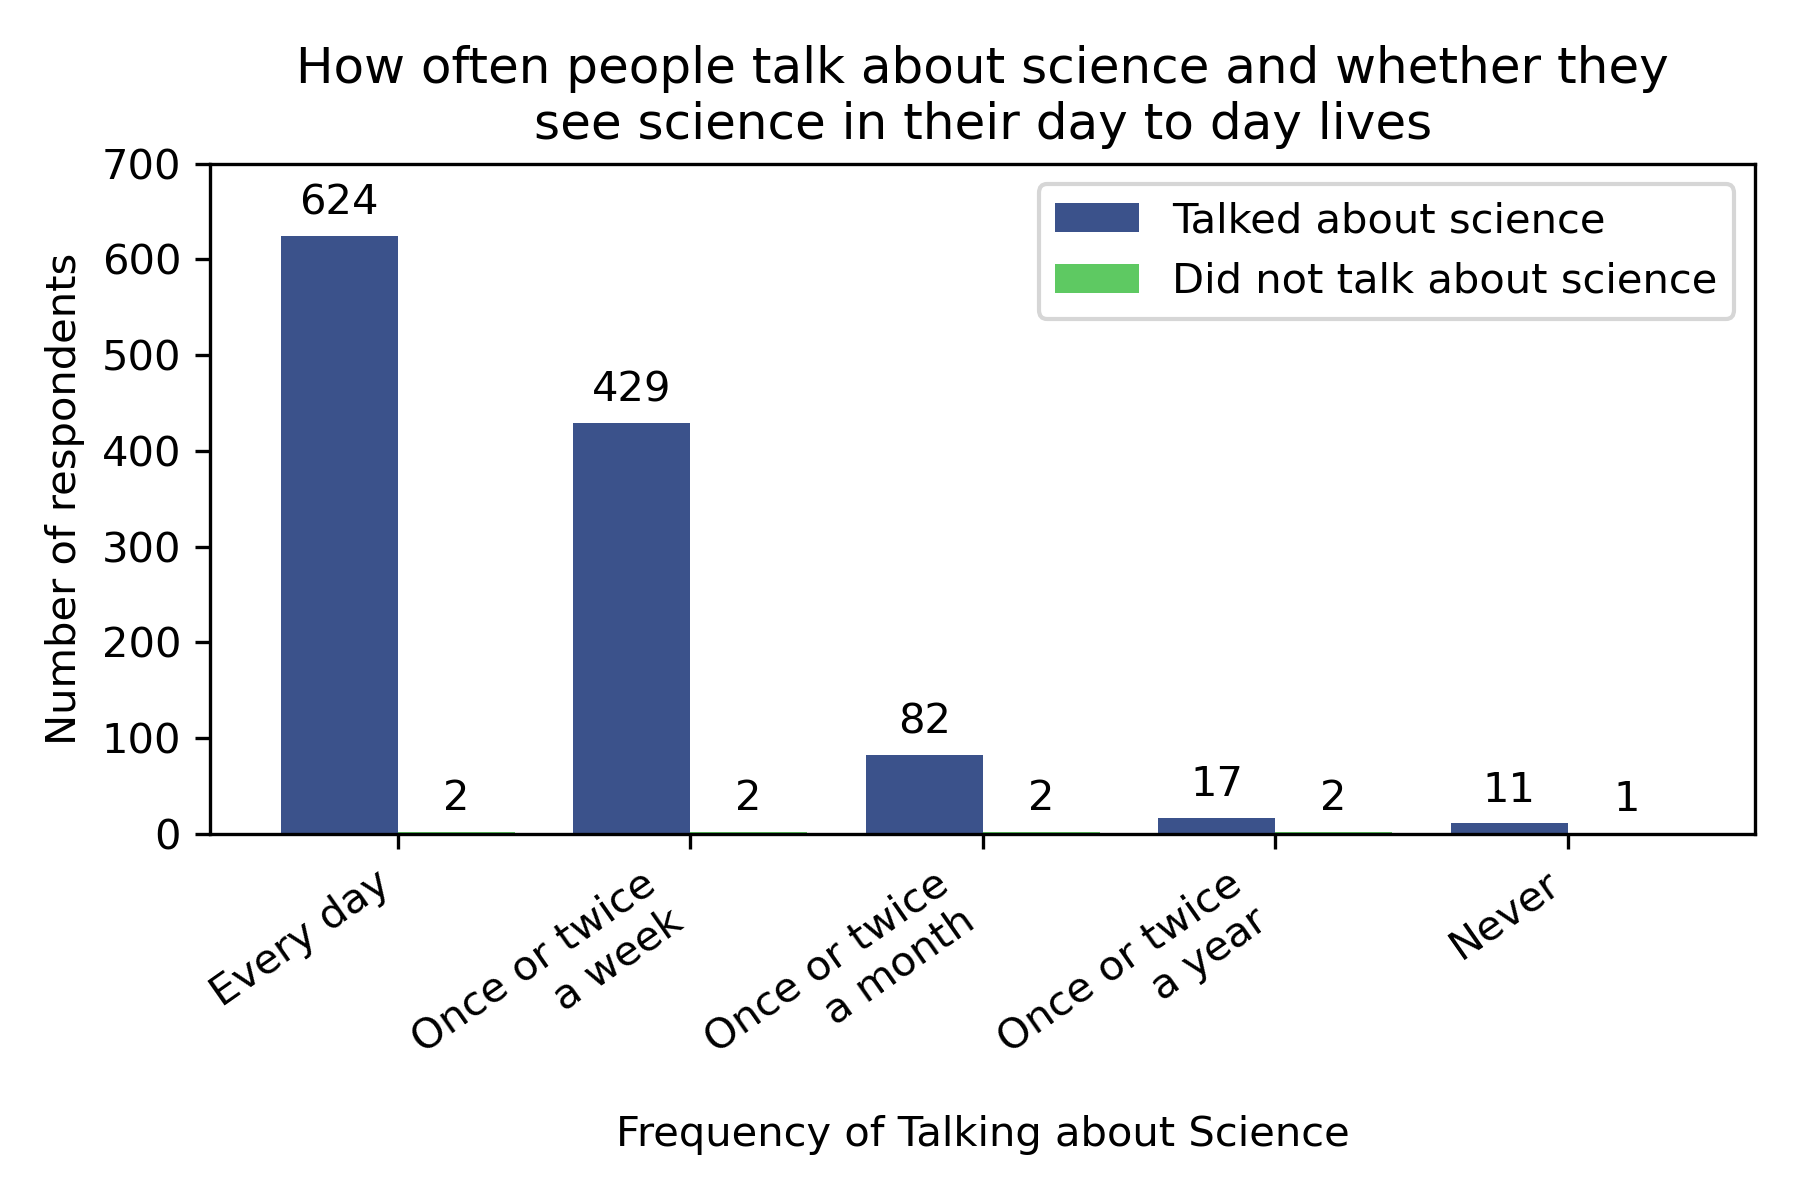 How often people talk about science and whether they
see science in their day to day lives
700
600
500
400
300
200
100
0
Number of respondents
Talked about science
Did not talk about science
624
2
429
2
82
2
17
2
11
1
Every day
Once or twice
a week
Once or twice
a month
Once or twice
a year
Never
Frequency of Talking about Science